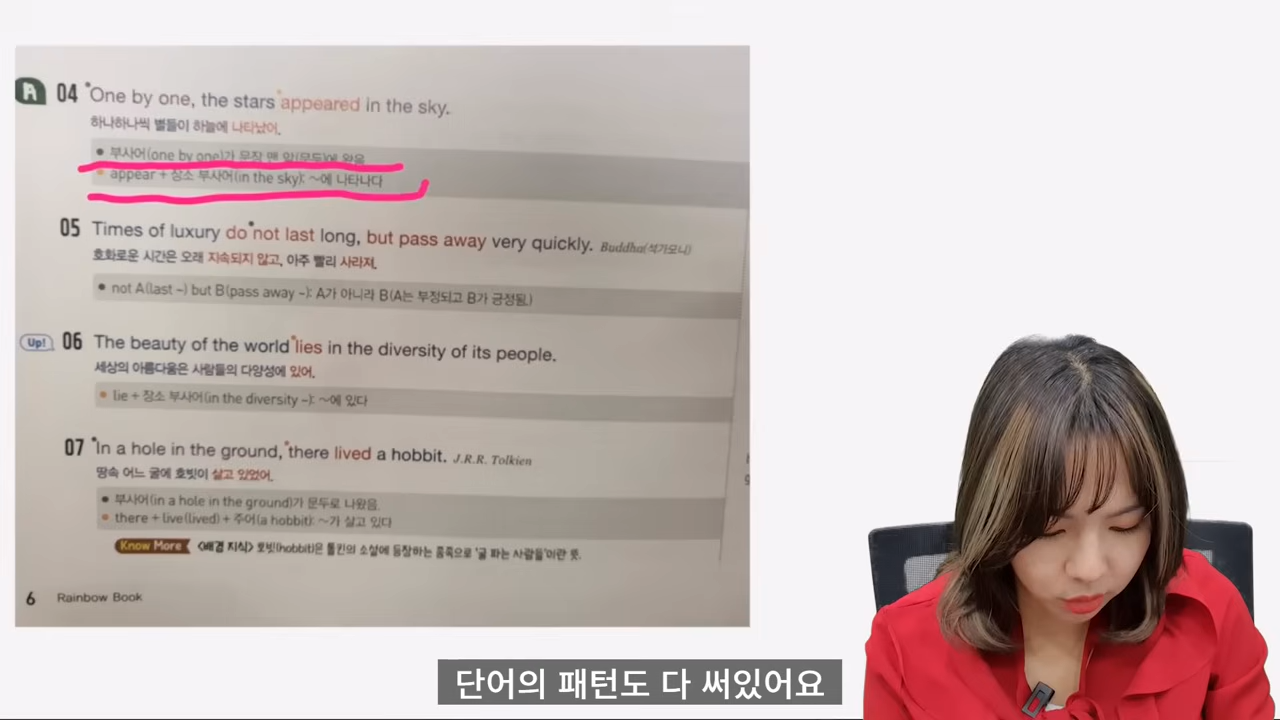 A 04 One by one, the stars appeared in the sky.
하나하나씩 별들이 하늘에 나타났어.
• 부사어(one by one)가 문장 맨 앞(문두)에 왔음
• appear + 장소 부사어(in the sky): ~에 나타나다
05 Times of luxury do not last long, but pass away very quickly. Buddha(석가모니)
호화로운 시간은 오래 지속되지 않고, 아주 빨리 사라져.
• not A(last ~) but B(pass away ~): A가 아니라 B(A는 부정되고 B가 긍정됨.)
Up! 06 The beauty of the world lies in the diversity of its people.
세상의 아름다움은 사람들의 다양성에 있어.
• lie + 장소 부사어(in the diversity ~): ~에 있다
07 In a hole in the ground, there lived a hobbit. J.R.R. Tolkien
땅속 어느 굴에 호빗이 살고 있었어.
• 부사어(in a hole in the ground)가 문두로 나왔음.
• there + live(lived) + 주어(a hobbit): ~가 살고 있다
Know More 〈배경 지식〉 호빗(hobbit)은 톨킨의 소설에 등장하는 종족으로 '굴 파는 사람들'이란 뜻.
6 Rainbow Book
단어의 패턴도 다 써있어요